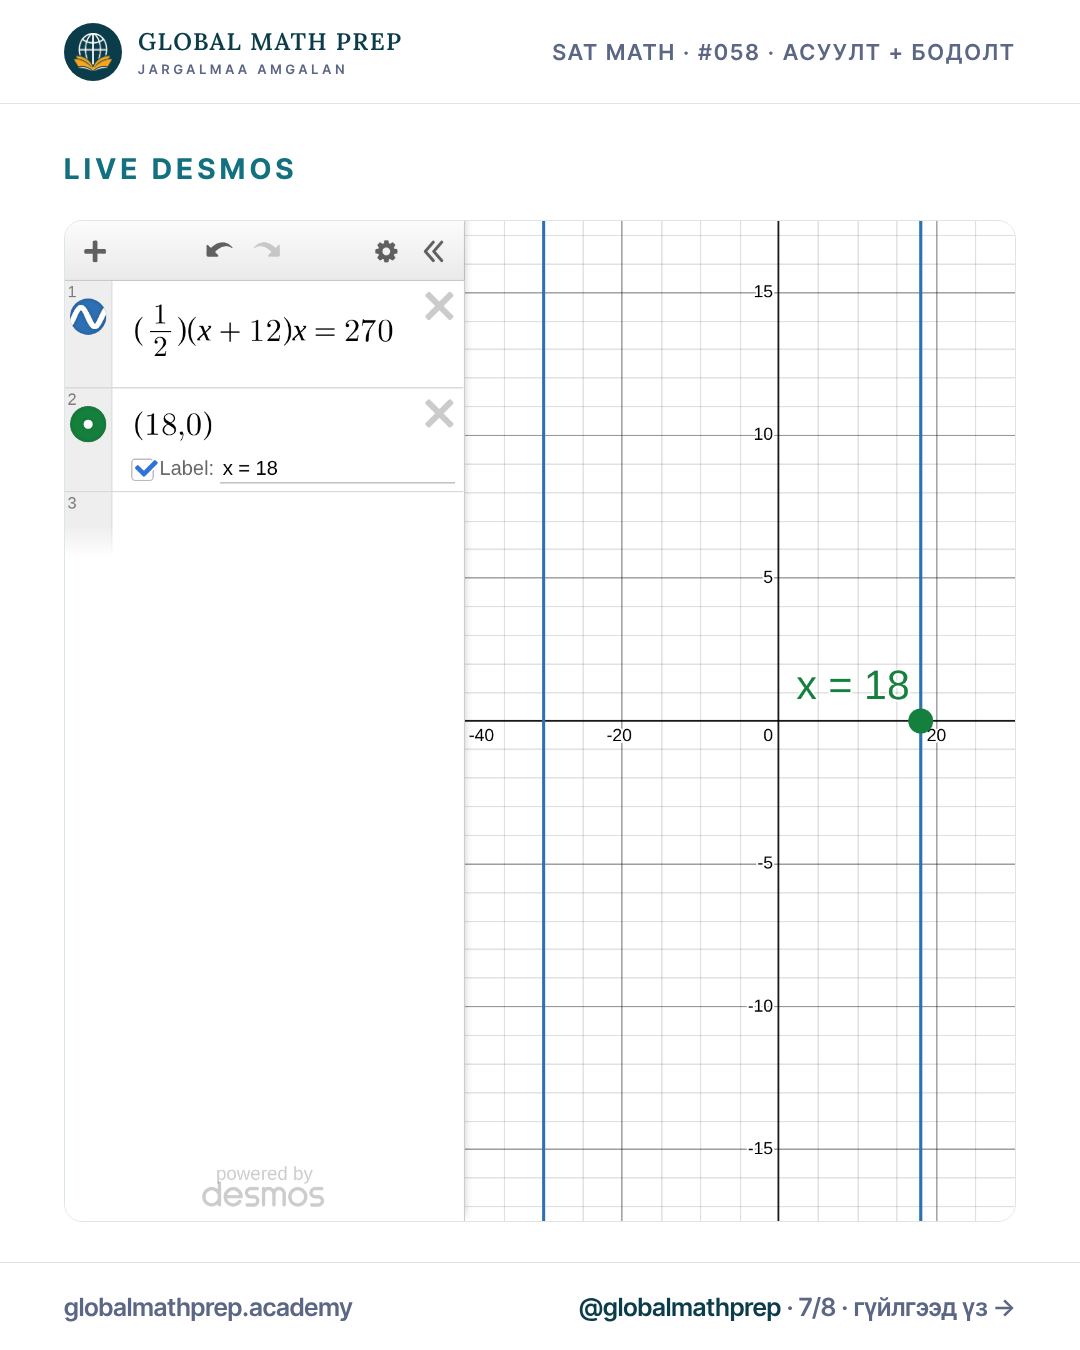 GLOBAL MATH PREP
JARGALMAA AMGALAN
SAT MATH · #058 · АСУУЛТ + БОДОЛТ
LIVE DESMOS
1
(1/2)(x + 12)x = 270
2
(18,0)
Label: x = 18
3
powered by
desmos
15
10
5
x = 18
-40 -20 0 20
-5
-10
-15
globalmathprep.academy
@globalmathprep · 7/8 · гүйлгээд үз →